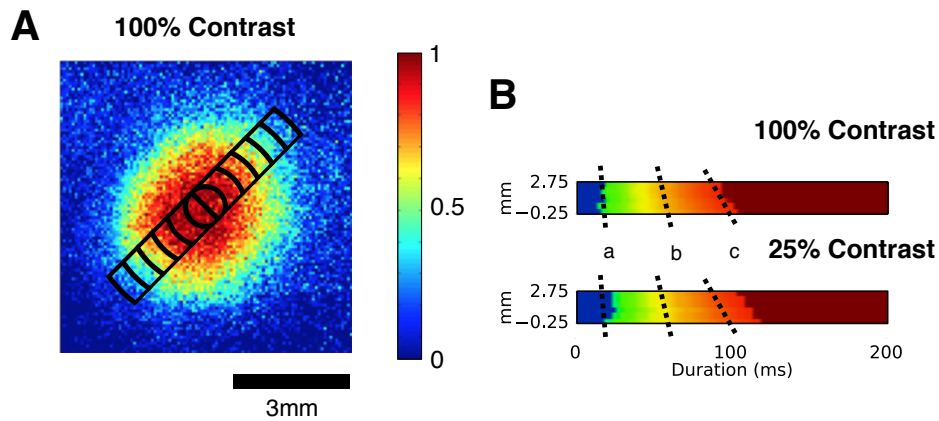 A
100% Contrast
1
0.5
0
3mm
B
100% Contrast
2.75
−0.25
mm
a
b
c
25% Contrast
2.75
−0.25
mm
0
100
200
Duration (ms)